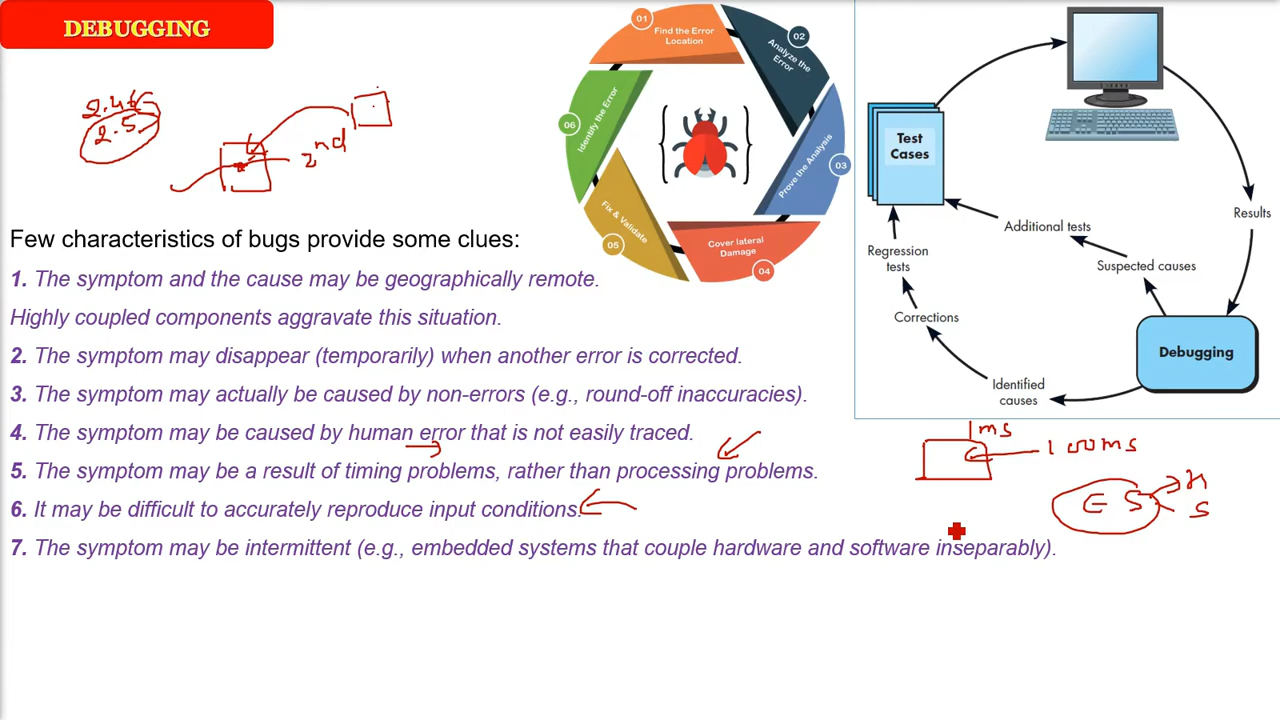 DEBUGGING
2.46
2.5
2nd
01
Find the Error
Location
02
Analyze the
Error
03
Prove the Analysis
04
Cover lateral
Damage
05
Fix & Validate
06
Identify the Error
Test
Cases
Results
Additional tests
Suspected causes
Regression
tests
Corrections
Debugging
Identified
causes
Few characteristics of bugs provide some clues:
1. The symptom and the cause may be geographically remote.
Highly coupled components aggravate this situation.
2. The symptom may disappear (temporarily) when another error is corrected.
3. The symptom may actually be caused by non-errors (e.g., round-off inaccuracies).
4. The symptom may be caused by human error that is not easily traced.
5. The symptom may be a result of timing problems, rather than processing problems.
6. It may be difficult to accurately reproduce input conditions.
7. The symptom may be intermittent (e.g., embedded systems that couple hardware and software inseparably).
1ms
100ms
ES
H
S